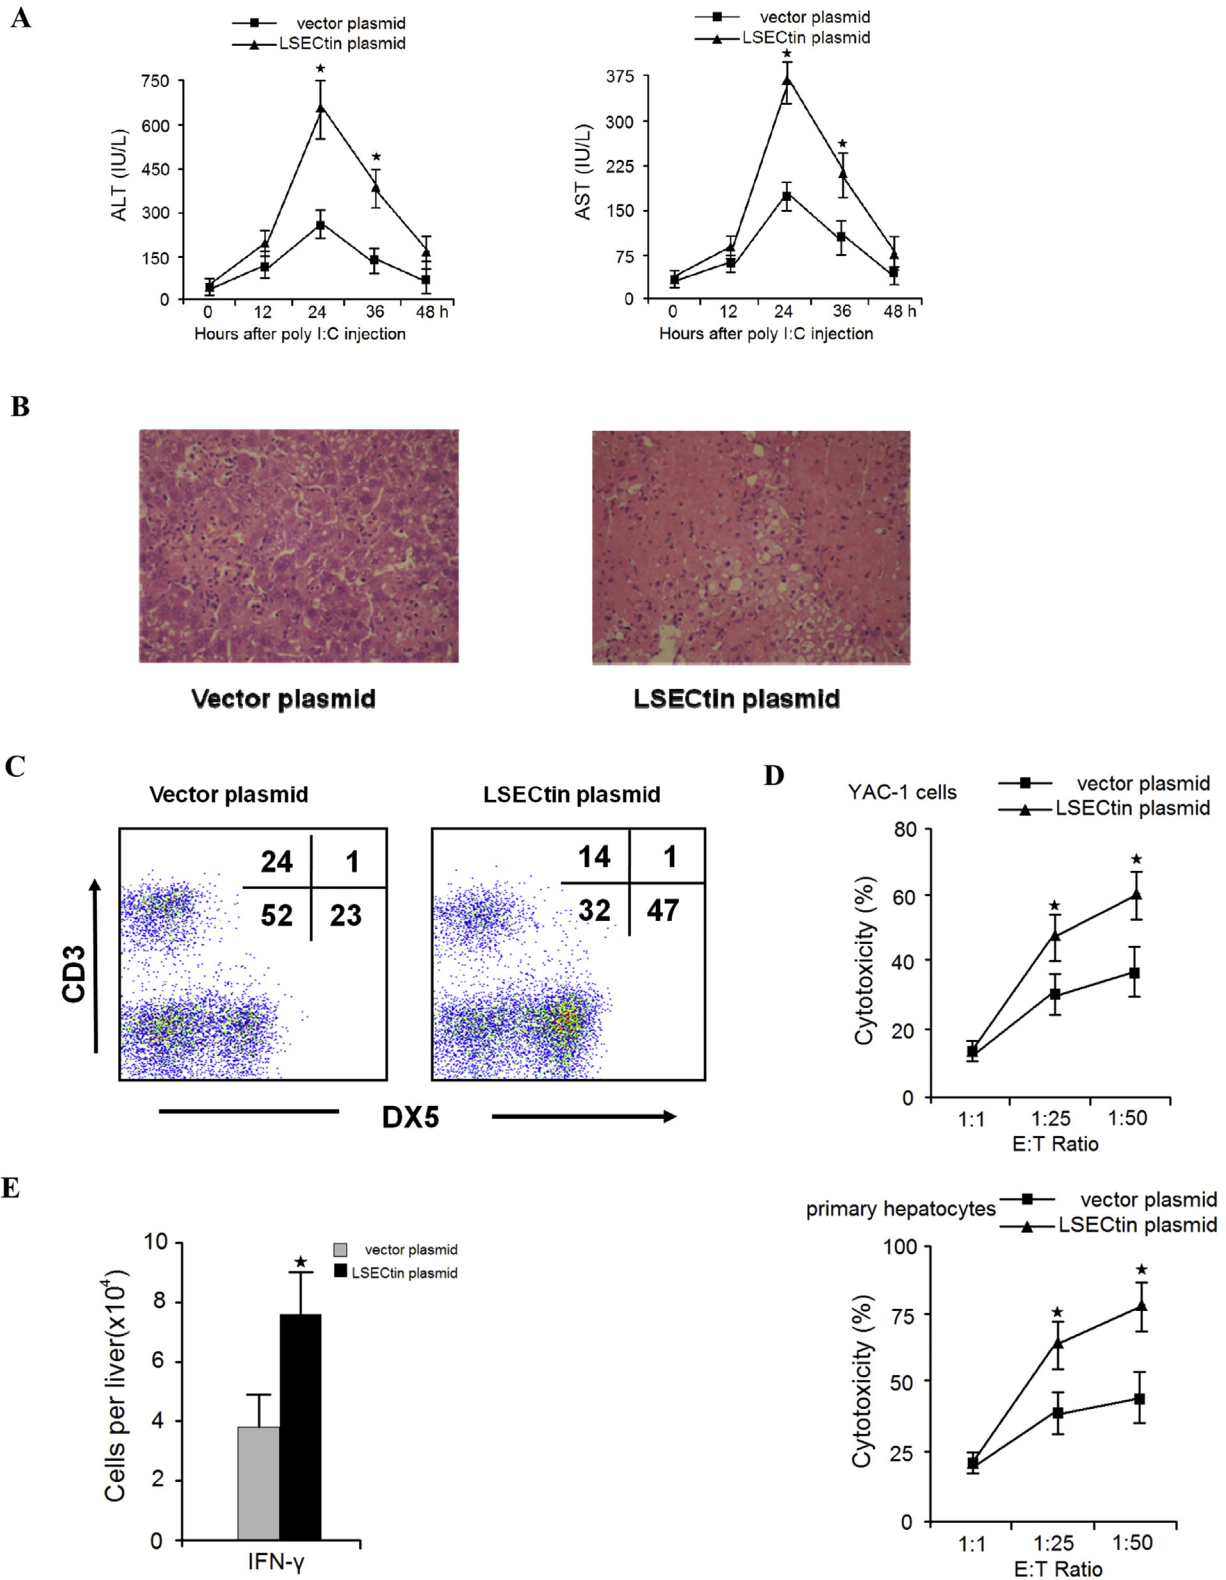 A
vector plasmid
LSECtin plasmid
ALT (IU/L)
750
600
450
300
150
0
0 12 24 36 48 h
Hours after poly I:C injection
vector plasmid
LSECtin plasmid
AST (IU/L)
375
300
225
150
75
0
0 12 24 36 48 h
Hours after poly I:C injection
B
Vector plasmid
LSECtin plasmid
C
Vector plasmid
LSECtin plasmid
24 1
52 23
14 1
32 47
CD3
DX5
D
YAC-1 cells
vector plasmid
LSECtin plasmid
Cytotoxicity (%)
80
60
40
20
0
1:1 1:25 1:50
E:T Ratio
primary hepatocytes
vector plasmid
LSECtin plasmid
Cytotoxicity (%)
100
75
50
25
0
1:1 1:25 1:50
E:T Ratio
E
vector plasmid
LSECtin plasmid
Cells per liver(x10⁴)
10
8
6
4
2
0
IFN-γ